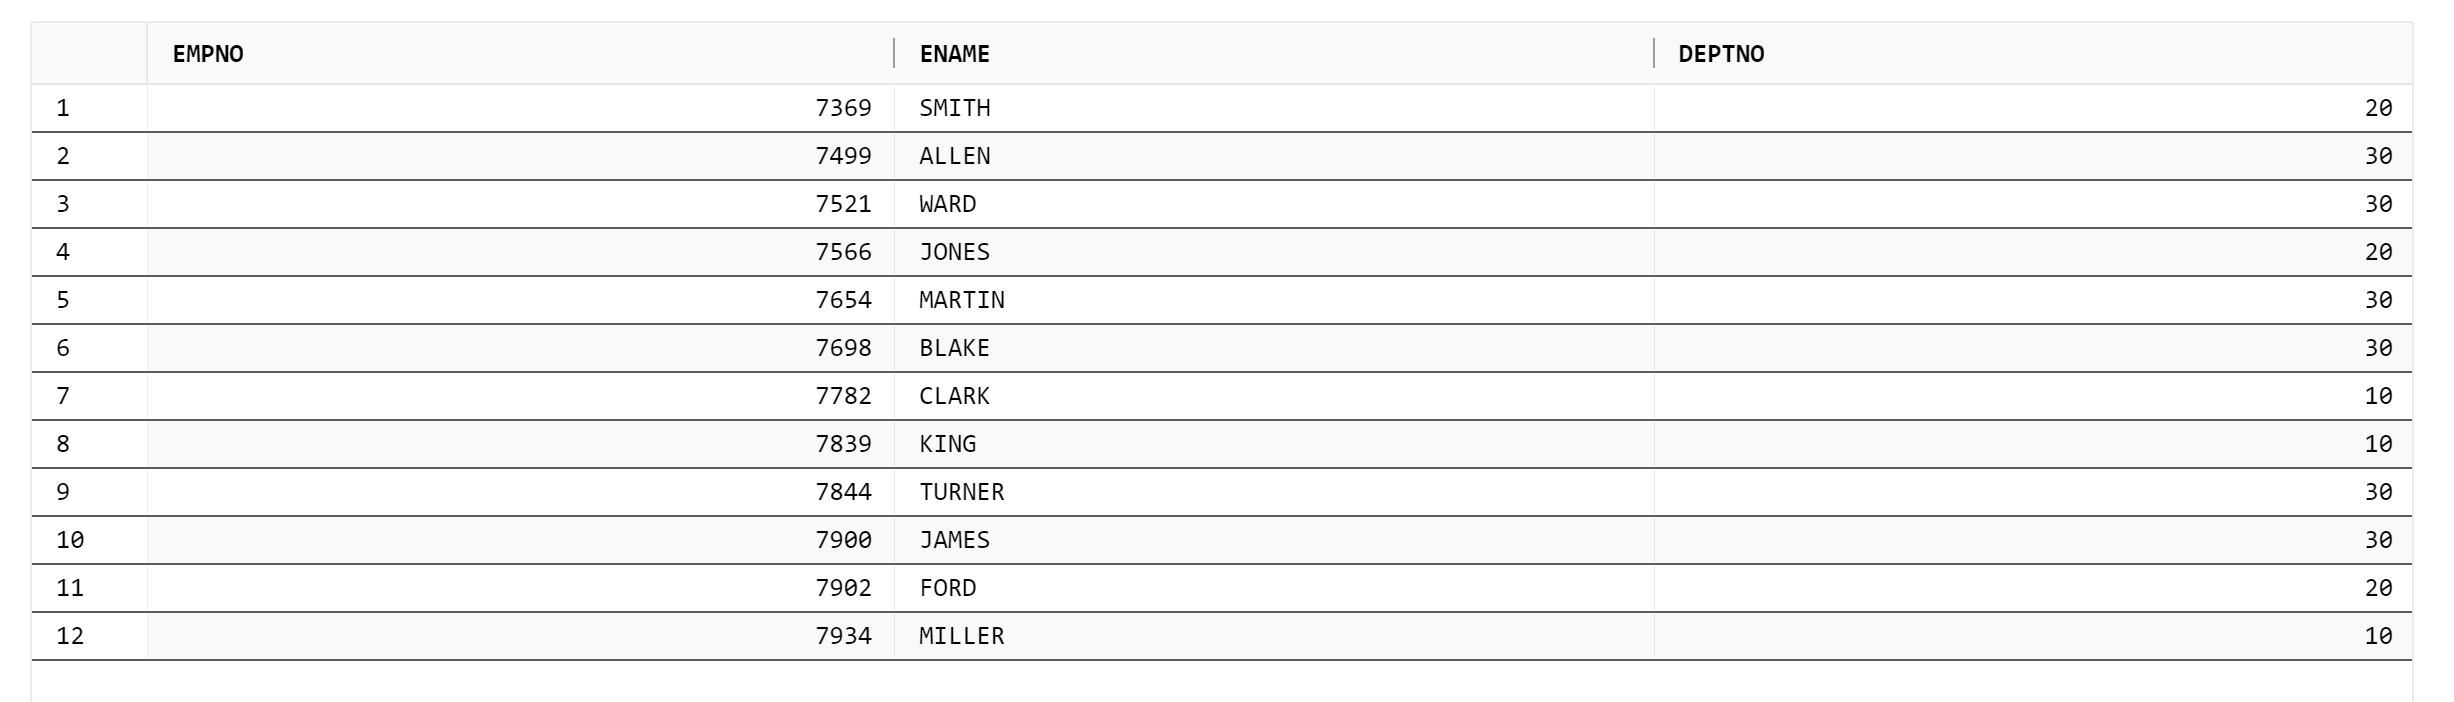 EMPNO ENAME DEPTNO
1 7369 SMITH 20
2 7499 ALLEN 30
3 7521 WARD 30
4 7566 JONES 20
5 7654 MARTIN 30
6 7698 BLAKE 30
7 7782 CLARK 10
8 7839 KING 10
9 7844 TURNER 30
10 7900 JAMES 30
11 7902 FORD 20
12 7934 MILLER 10